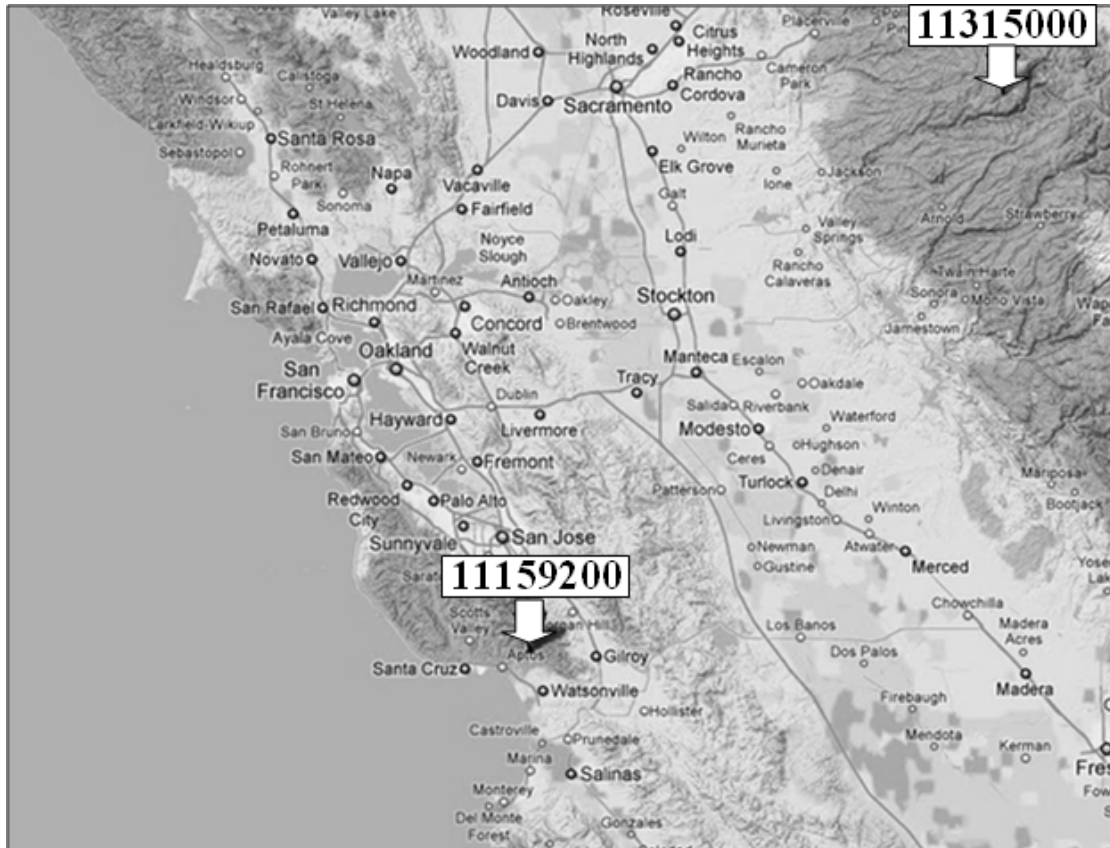 Valley Lake
Roseville
Placerville
11315000
Woodland
North
Highlands
Citrus
Heights
Healdsburg
Calistoga
Cameron
Park
Windsor
St Helena
Davis
Sacramento
Rancho
Cordova
Larkfield-Wikiup
Santa Rosa
Sebastopol
Wilton
Rancho
Murieta
Rohnert
Park
Napa
Elk Grove
Vacaville
Ione
Jackson
Sonoma
Galt
Fairfield
Petaluma
Arnold
Strawberry
Noyce
Slough
Lodi
Valley
Springs
Novato
Vallejo
Rancho
Calaveras
Martinez
Antioch
Twain Harte
San Rafael
Richmond
Oakley
Stockton
Sonora
Mono Vista
Concord
Brentwood
Jamestown
Ayala Cove
Walnut
Creek
Oakland
San
Francisco
Manteca
Escalon
Tracy
Oakdale
Dublin
Salida
Riverbank
Hayward
Livermore
Waterford
San Bruno
Modesto
Hughson
San Mateo
Newark
Fremont
Ceres
Denair
Mariposa
Redwood
City
Palo Alto
Patterson
Turlock
Delhi
Bootjack
Livingston
Winton
Sunnyvale
San Jose
Newman
Atwater
Merced
Gustine
11159200
Chowchilla
Scotts
Valley
Los Banos
Madera
Acres
Aptos
Gilroy
Dos Palos
Santa Cruz
Watsonville
Madera
Hollister
Firebaugh
Castroville
Prunedale
Mendota
Kerman
Marina
Salinas
Monterey
Del Monte
Forest
Gonzales